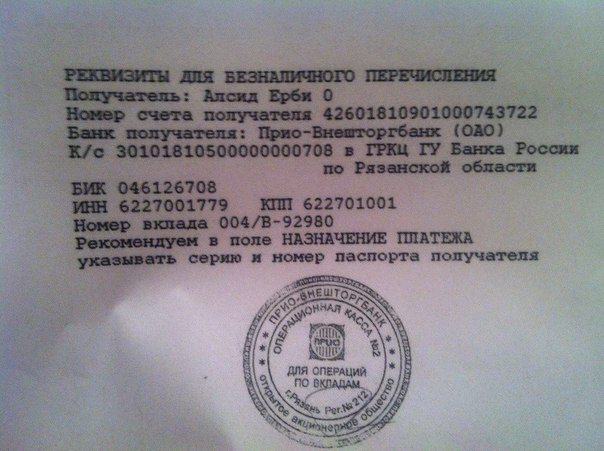 РЕКВИЗИТЫ ДЛЯ БЕЗНАЛИЧНОГО ПЕРЕЧИСЛЕНИЯ
Получатель: Алсид Ерби О
Номер счета получателя 42601810901000743722
Банк получателя: Прио-Внешторгбанк (ОАО)
К/с 30101810500000000708 в ГРКЦ ГУ Банка России
по Рязанской области
БИК 046126708
ИНН 6227001779 КПП 622701001
Номер вклада 004/В-92980
Рекомендуем в поле НАЗНАЧЕНИЕ ПЛАТЕЖА
указывать серию и номер паспорта получателя
ПРИО-ВНЕШТОРГБАНК
ОПЕРАЦИОННАЯ КАССА №2
ПРИО
ДЛЯ ОПЕРАЦИЙ
ПО ВКЛАДАМ
г.Рязань Рег.№212
открытое акционерное общество